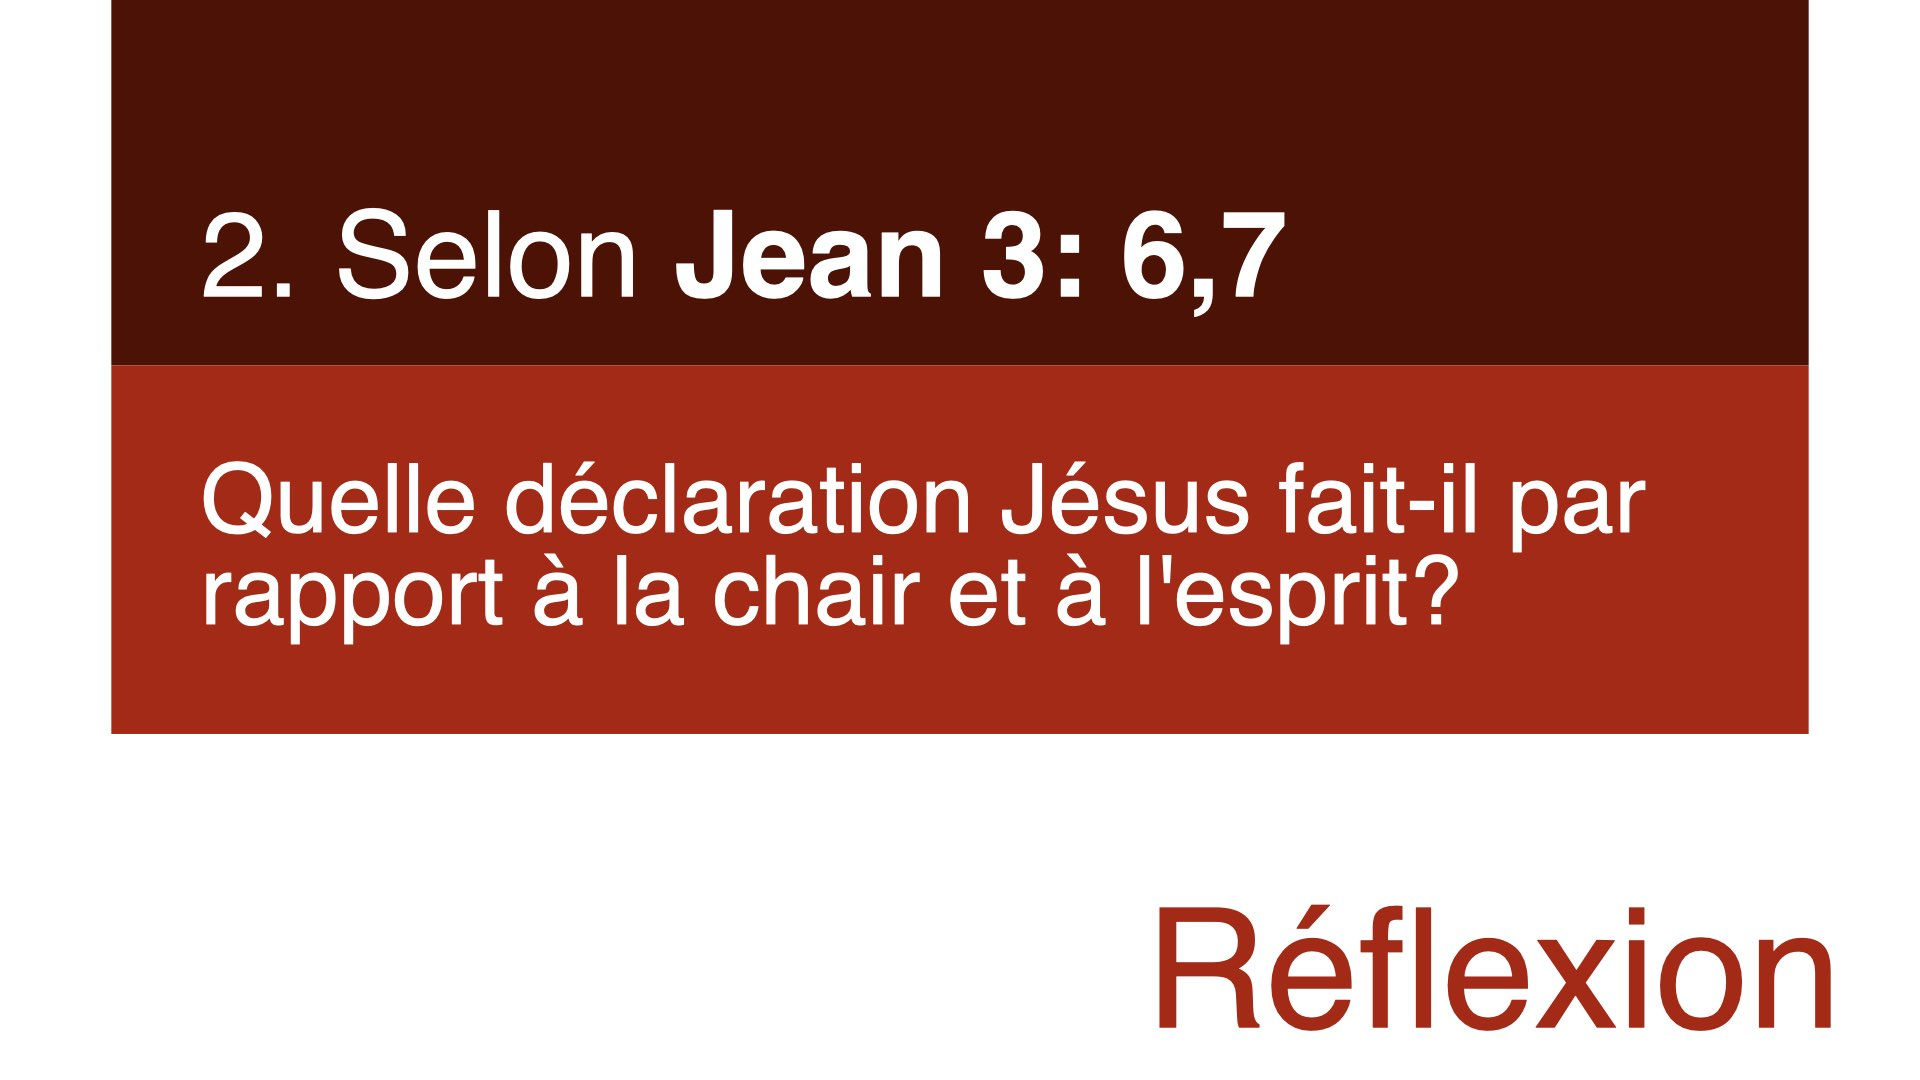 2. Selon Jean 3: 6,7
Quelle déclaration Jésus fait-il par
rapport à la chair et à l'esprit?
Réflexion